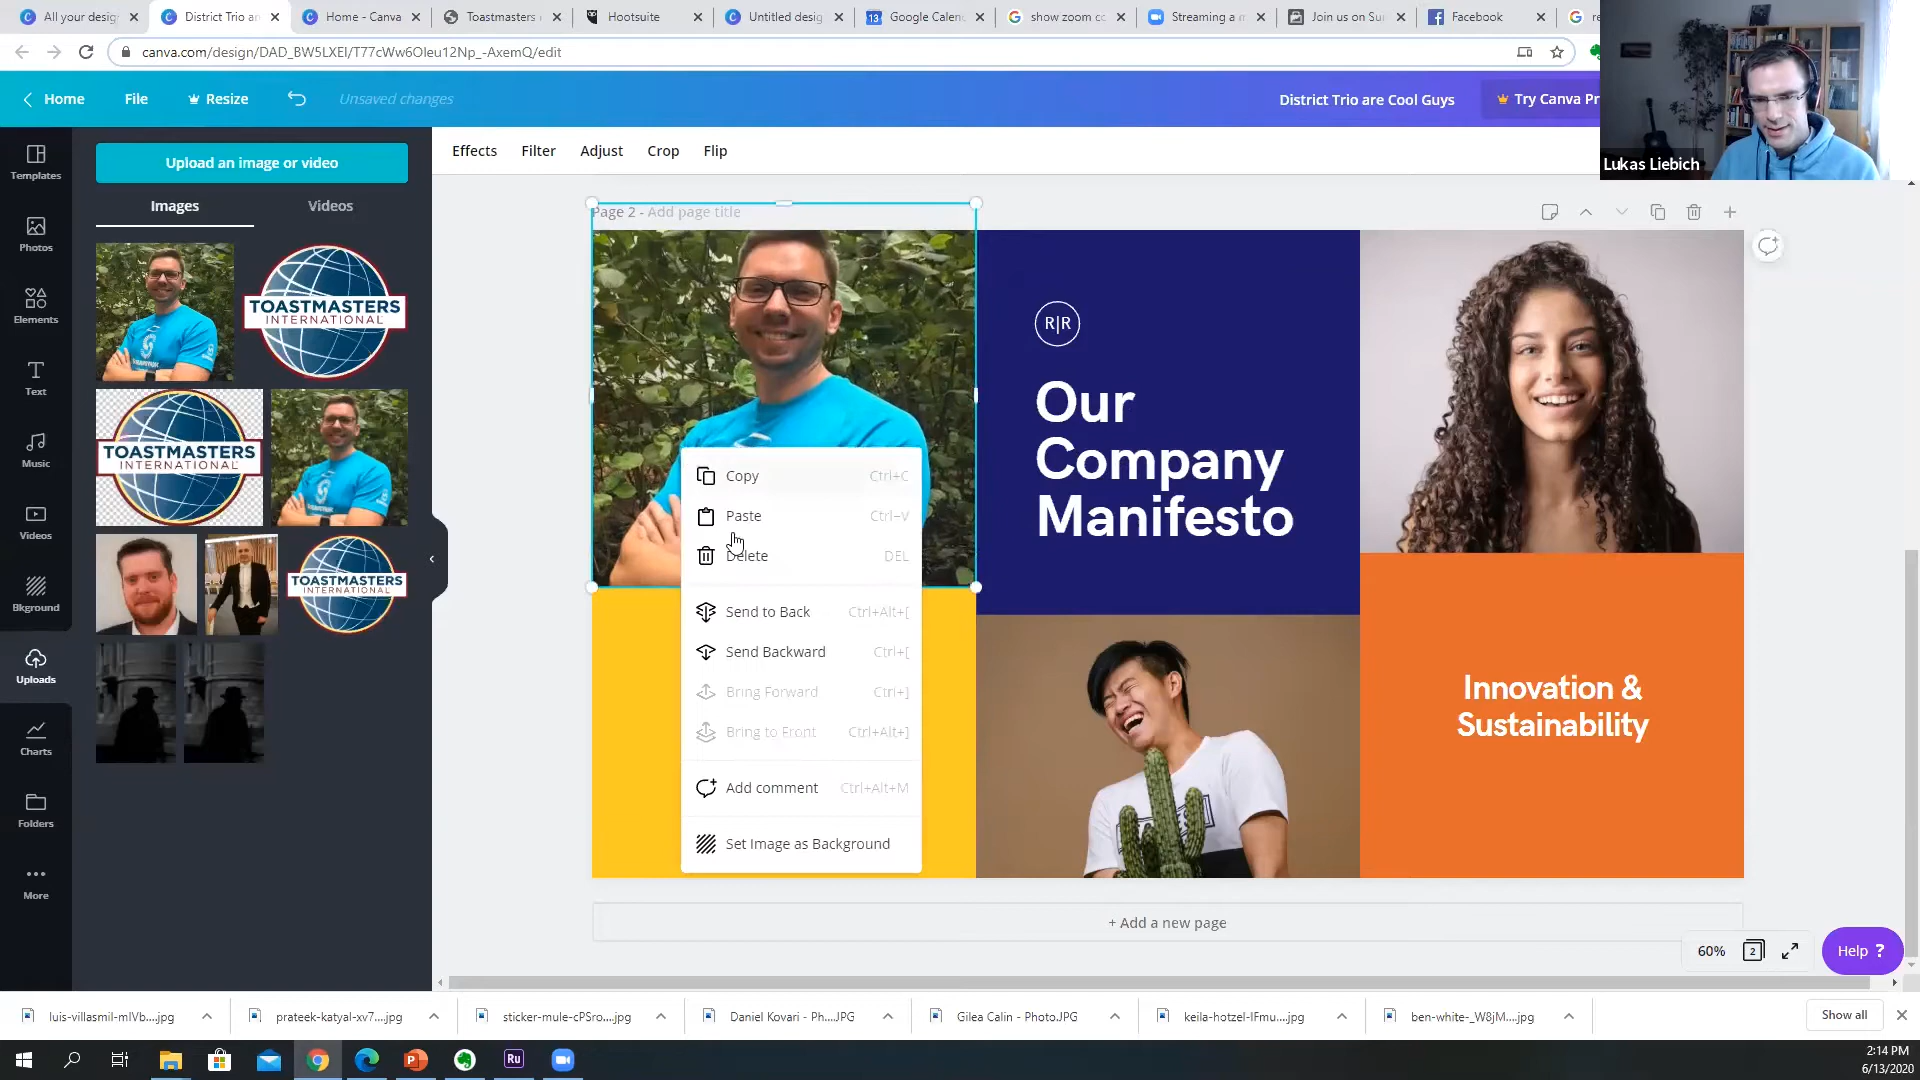 All your desig
District Trio ar
Home - Canva
Toastmasters
Hootsuite
Untitled desig
Google Calen
show zoom co
Streaming a m
Join us on Su
Facebook
canva.com/design/DAD_BW5LXEI/T77cWw6Oleu12Np_-AxemQ/edit
Home
File
Resize
Unsaved changes
District Trio are Cool Guys
Try Canva Pr
Lukas Liebich
Templates
Photos
Elements
Text
Music
Videos
Bkground
Uploads
Charts
Folders
More
Upload an image or video
Images
Videos
TOASTMASTERS
INTERNATIONAL
TOASTMASTERS
INTERNATIONAL
TOASTMASTERS
INTERNATIONAL
Effects
Filter
Adjust
Crop
Flip
Page 2 - Add page title
R|R
Our
Company
Manifesto
Innovation &
Sustainability
Copy Ctrl+C
Paste Ctrl+V
Delete DEL
Send to Back Ctrl+Alt+[
Send Backward Ctrl+[
Bring Forward Ctrl+]
Bring to Front Ctrl+Alt+]
Add comment Ctrl+Alt+M
Set Image as Background
+ Add a new page
60%
2
Help ?
luis-villasmil-mlVb....jpg
prateek-katyal-xv7....jpg
sticker-mule-cPSro....jpg
Daniel Kovari - Ph....JPG
Gilea Calin - Photo.JPG
keila-hotzel-IFmu....jpg
ben-white-_W8jM....jpg
Show all
Ru
2:14 PM
6/13/2020